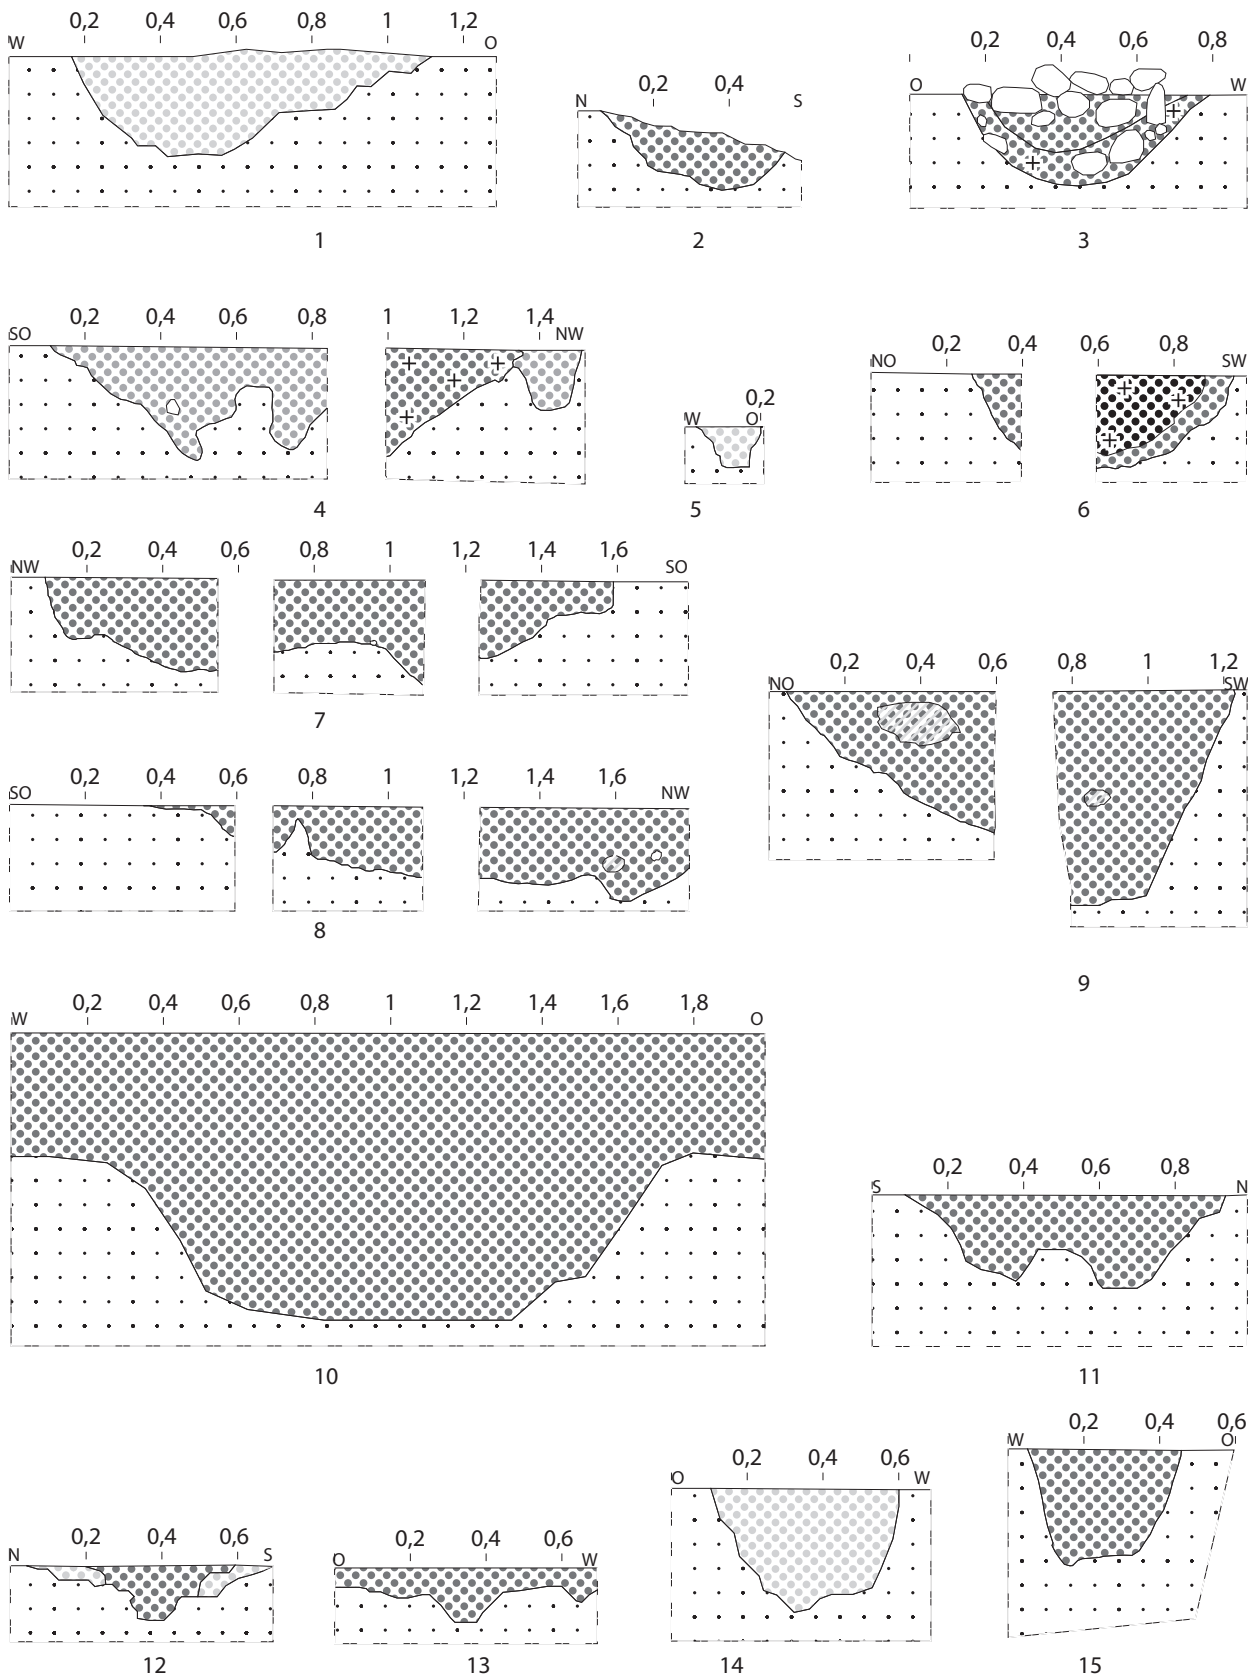 0,2 0,4 0,6 0,8 1 1,2
W O
1
0,2 0,4
N S
2
0,2 0,4 0,6 0,8
O W
3
0,2 0,4 0,6 0,8 1 1,2 1,4
SO NW
4
0,2
W O
5
0,2 0,4 0,6 0,8
NO SW
6
0,2 0,4 0,6 0,8 1 1,2 1,4 1,6
NW SO
7
0,2 0,4 0,6 0,8 1 1,2 1,4 1,6
SO NW
8
0,2 0,4 0,6 0,8 1 1,2
NO SW
9
0,2 0,4 0,6 0,8 1 1,2 1,4 1,6 1,8
W O
10
0,2 0,4 0,6 0,8
S N
11
0,2 0,4 0,6
N S
12
0,2 0,4 0,6
O W
13
0,2 0,4 0,6
O W
14
0,2 0,4 0,6
W O
15